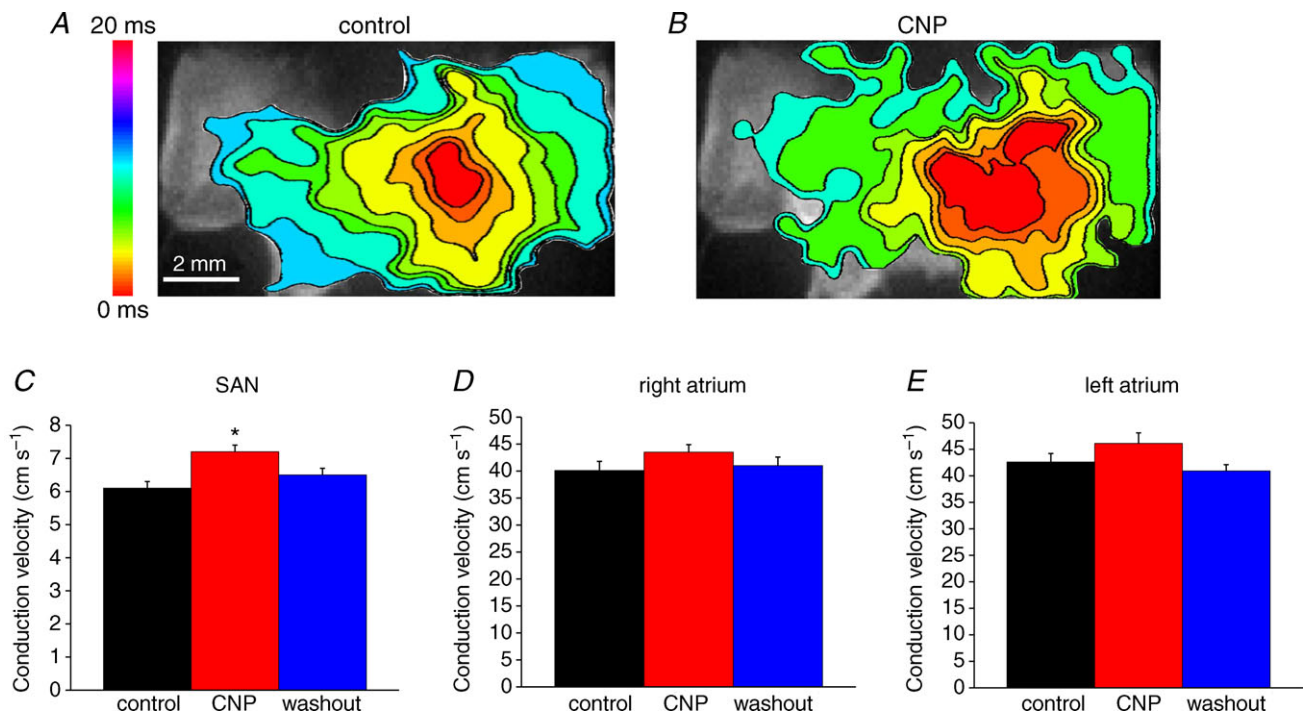 A
control
20 ms
0 ms
2 mm
B
CNP
C
SAN
Conduction velocity (cm s⁻¹)
8
7
6
5
4
3
2
1
0
control CNP washout
D
right atrium
Conduction velocity (cm s⁻¹)
50
45
40
35
30
25
20
15
10
45
0
control CNP washout
E
left atrium
Conduction velocity (cm s⁻¹)
50
45
40
35
30
25
20
15
10
45
0
control CNP washout
*